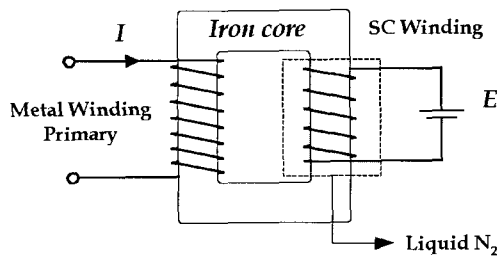 I
Iron core
SC Winding
Metal Winding
Primary
E
Liquid N₂